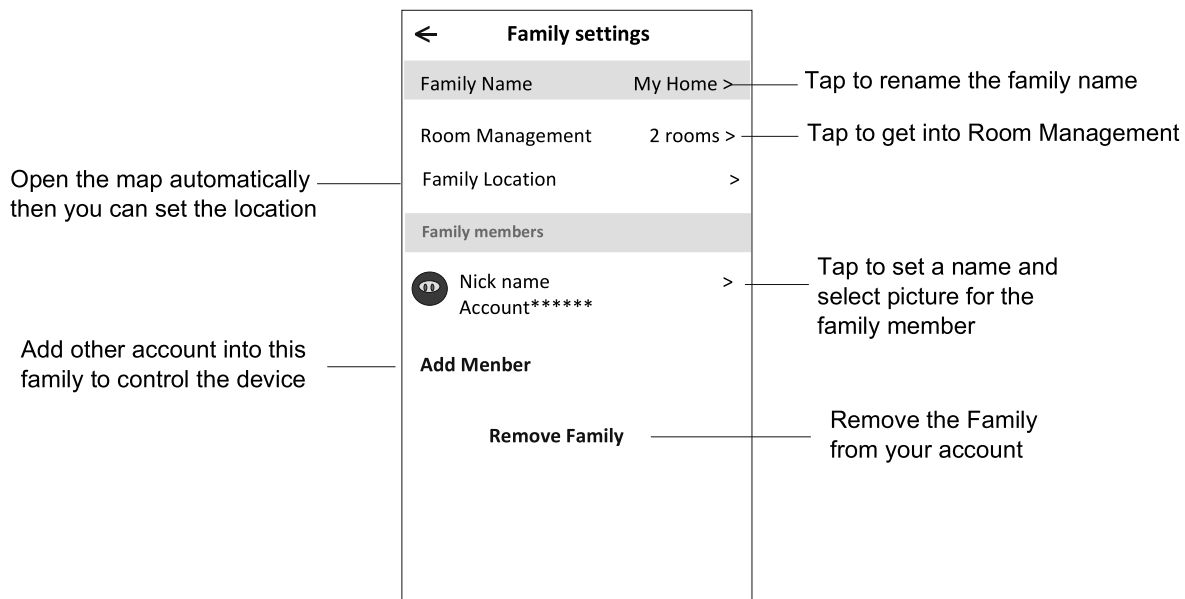 Family settings
Family Name My Home >
Tap to rename the family name
Room Management 2 rooms >
Tap to get into Room Management
Open the map automatically
then you can set the location
Family Location >
Family members
Nick name >
Account******
Tap to set a name and
select picture for the
family member
Add other account into this
family to control the device
Add Menber
Remove Family
Remove the Family
from your account